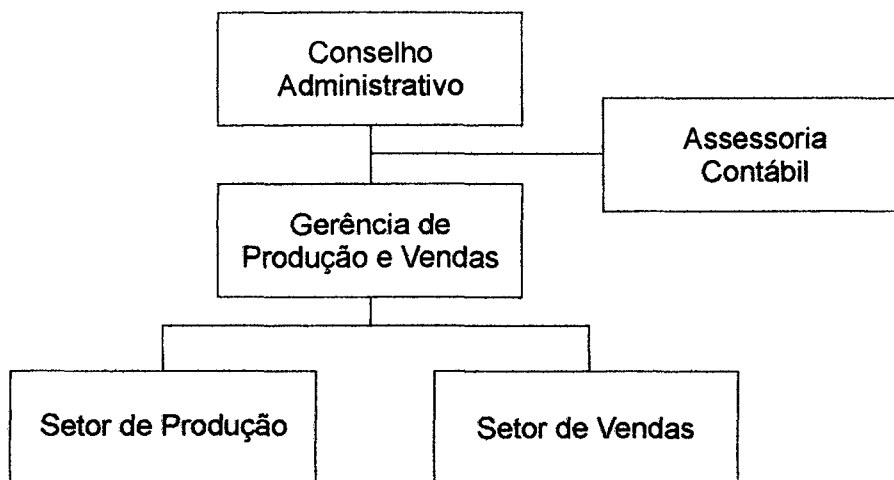 Conselho
Administrativo
Assessoria
Contábil
Gerência de
Produção e Vendas
Setor de Produção
Setor de Vendas